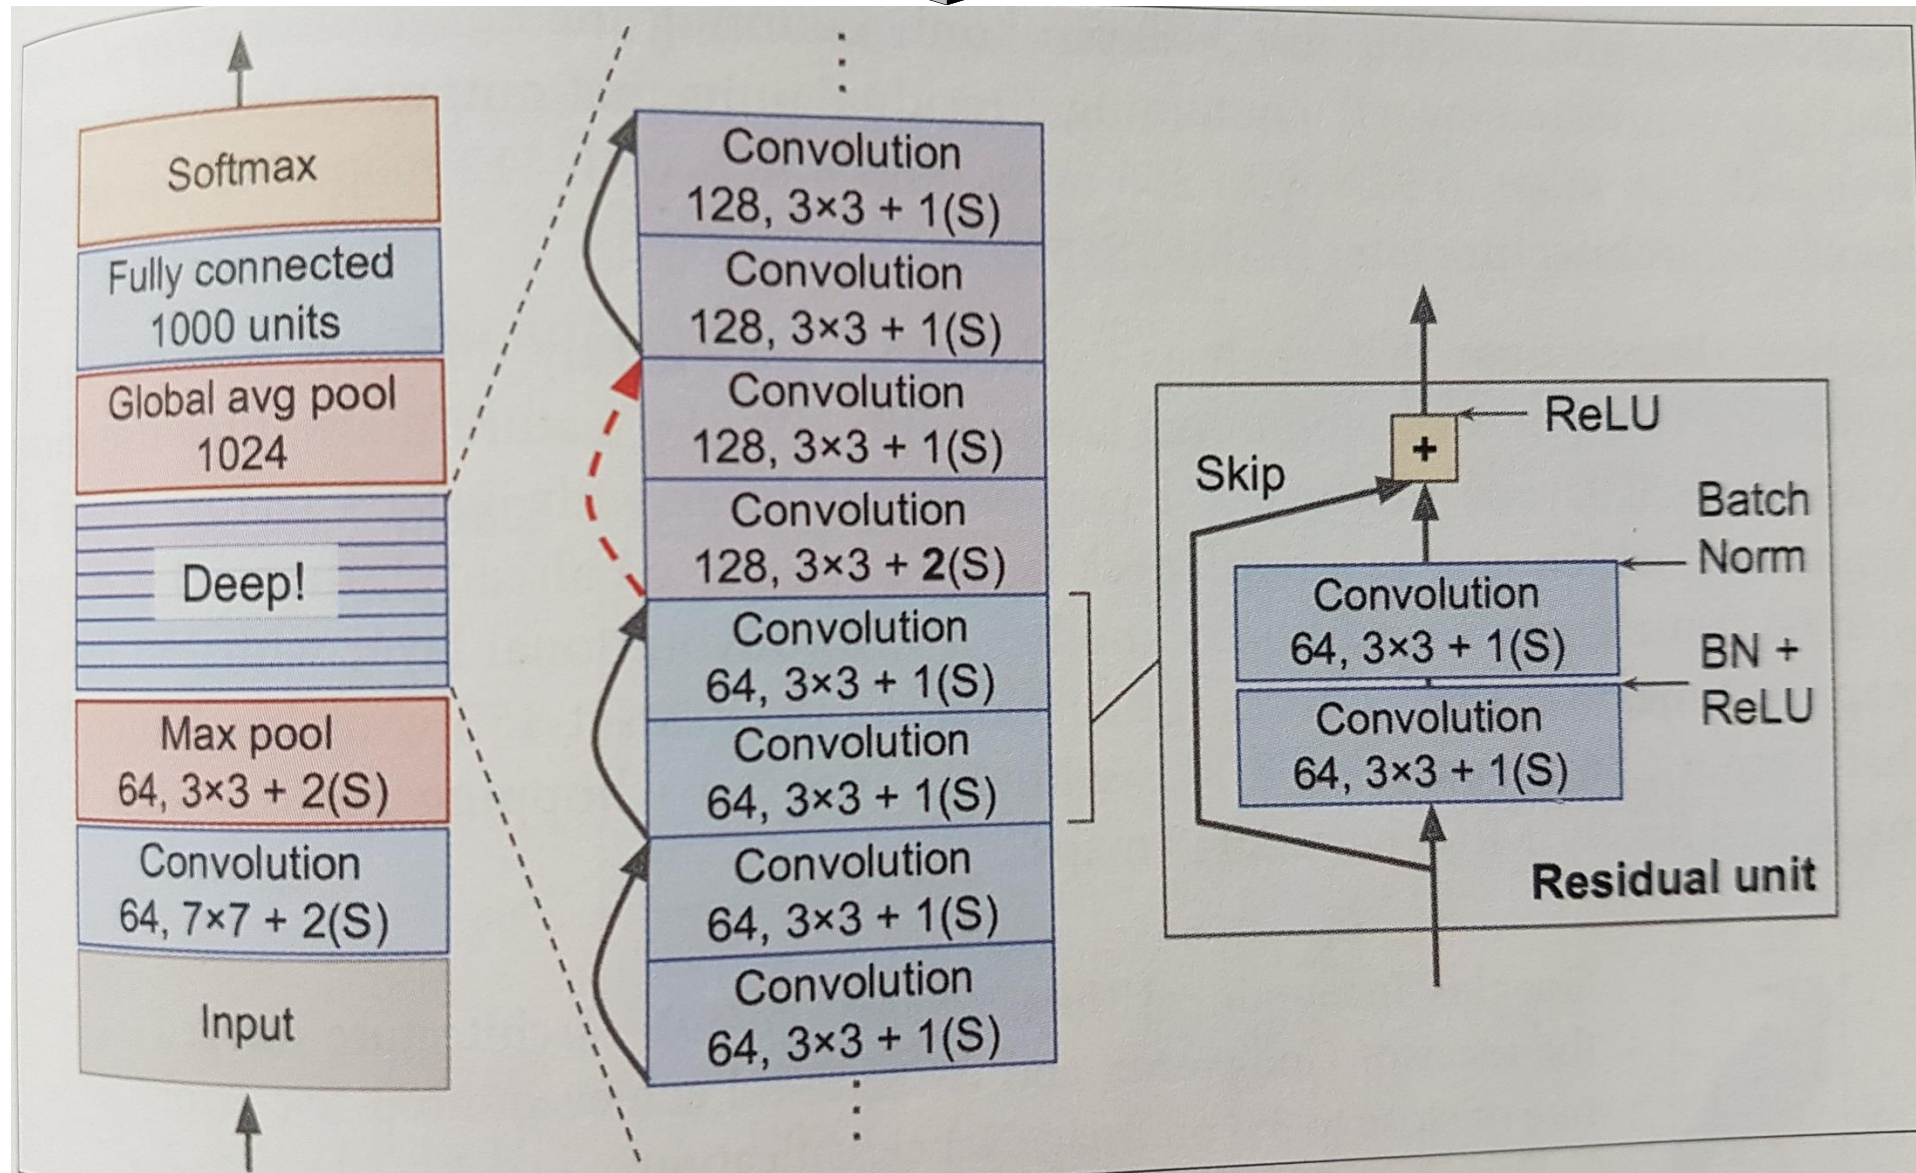 Softmax
Fully connected
1000 units
Global avg pool
1024
Deep!
Max pool
64, 3×3 + 2(S)
Convolution
64, 7×7 + 2(S)
Input
Convolution
128, 3×3 + 1(S)
Convolution
128, 3×3 + 1(S)
Convolution
128, 3×3 + 1(S)
Convolution
128, 3×3 + 2(S)
Convolution
64, 3×3 + 1(S)
Convolution
64, 3×3 + 1(S)
Convolution
64, 3×3 + 1(S)
Convolution
64, 3×3 + 1(S)
ReLU
+
Skip
Batch
Norm
Convolution
64, 3×3 + 1(S)
BN +
ReLU
Convolution
64, 3×3 + 1(S)
Residual unit